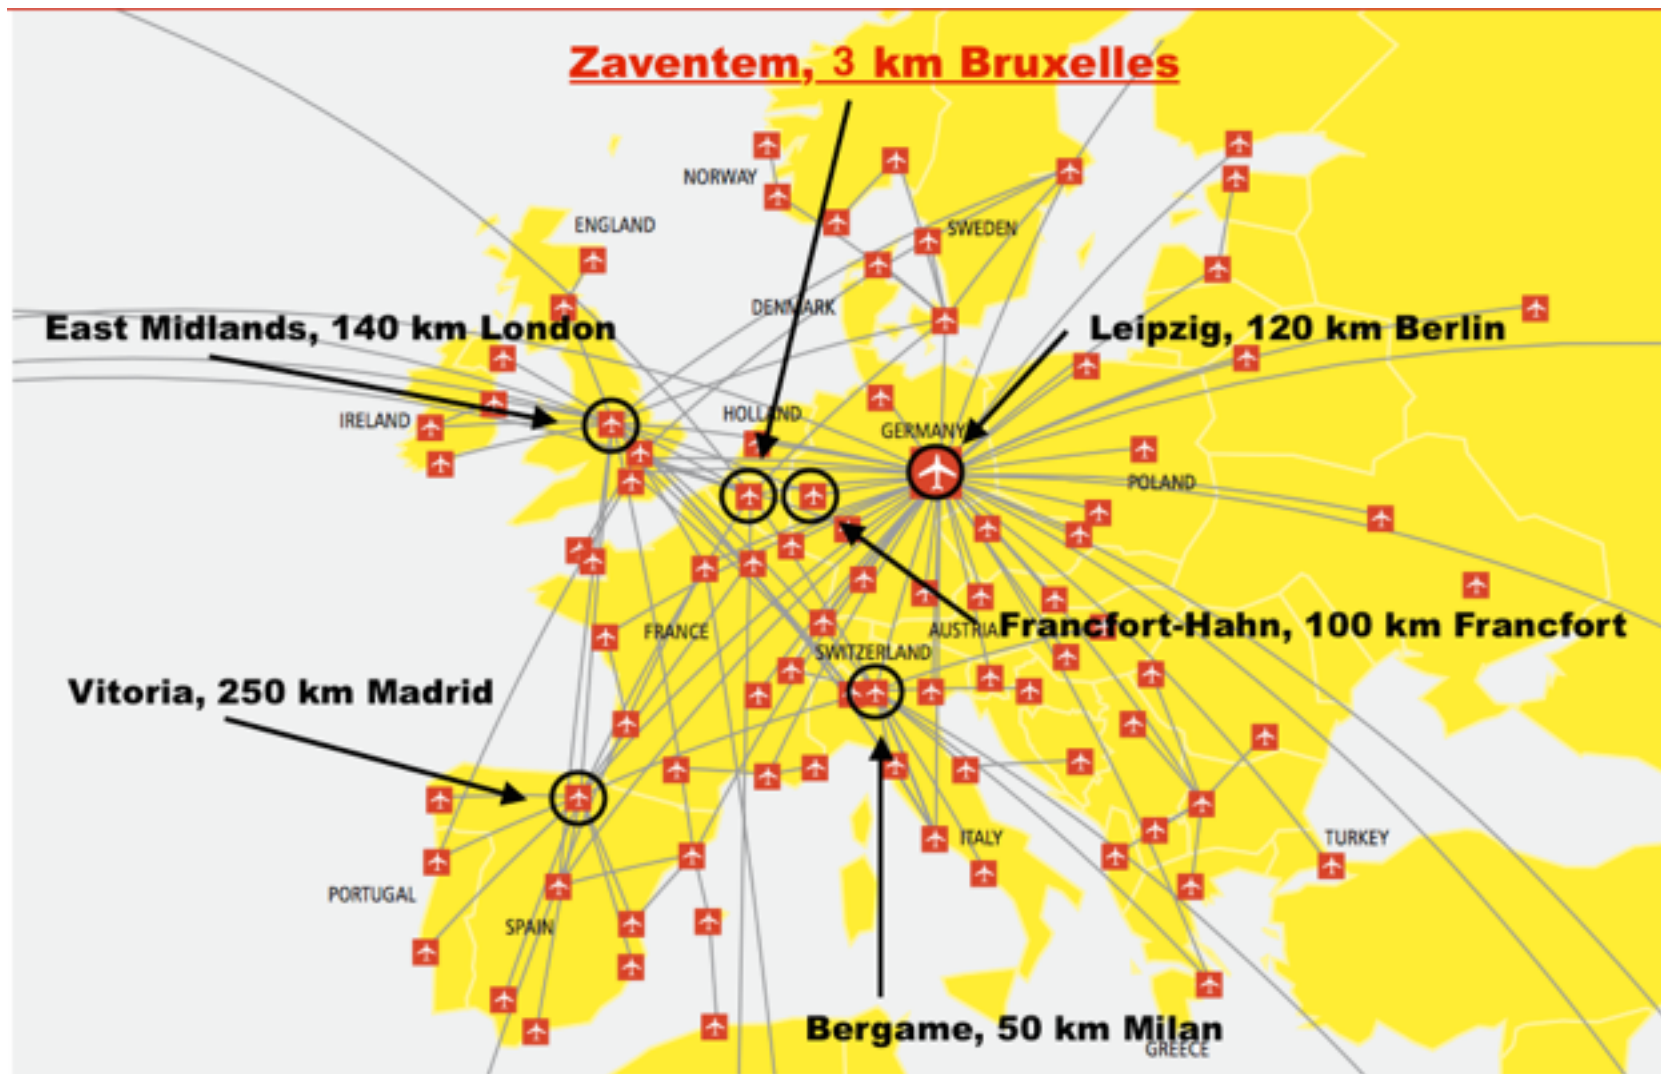 Zaventem, 3 km Bruxelles
NORWAY
ENGLAND
SWEDEN
DENMARK
East Midlands, 140 km London
Leipzig, 120 km Berlin
HOLLAND
IRELAND
GERMANY
POLAND
FRANCE
AUSTRIA
Francfort-Hahn, 100 km Francfort
SWITZERLAND
Vitoria, 250 km Madrid
ITALY
TURKEY
PORTUGAL
SPAIN
Bergame, 50 km Milan
GREECE